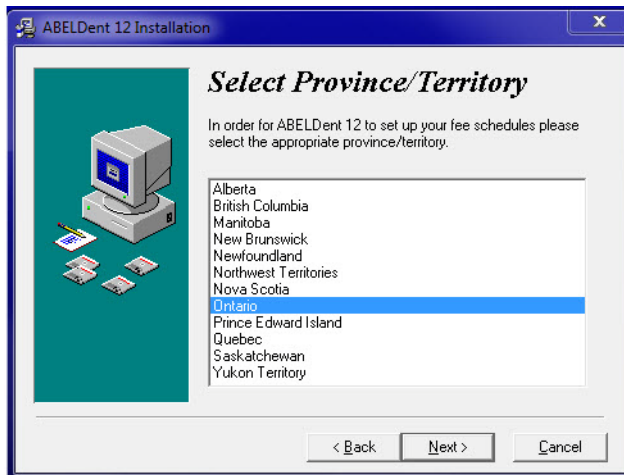 ABELDent 12 Installation
X
Select Province/Territory
In order for ABELDent 12 to set up your fee schedules please
select the appropriate province/territory.
Alberta
British Columbia
Manitoba
New Brunswick
Newfoundland
Northwest Territories
Nova Scotia
Ontario
Prince Edward Island
Quebec
Saskatchewan
Yukon Territory
< Back
Next >
Cancel